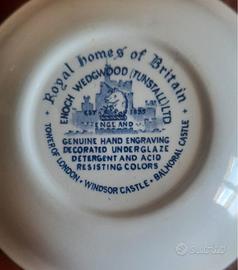 • Royal Homes of Britain •
ENOCH WEDGWOOD (TUNSTALL) LTD
EST 1835
ENGLAND
GENUINE HAND ENGRAVING
DECORATED UNDERGLAZE
DETERGENT AND ACID
RESISTING COLORS
TOWER OF LONDON • WINDSOR CASTLE • BALMORAL CASTLE
subito